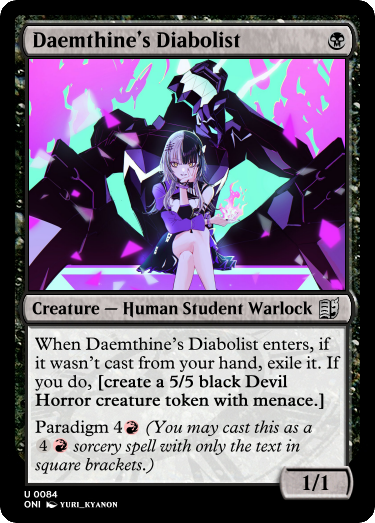 Daemthine's Diabolist
Creature — Human Student Warlock
When Daemthine's Diabolist enters, if
it wasn't cast from your hand, exile it. If
you do, [create a 5/5 black Devil
Horror creature token with menace.]
Paradigm 4 (You may cast this as a
4 sorcery spell with only the text in
square brackets.)
1/1
U 0084
ONI YURI_KYANON